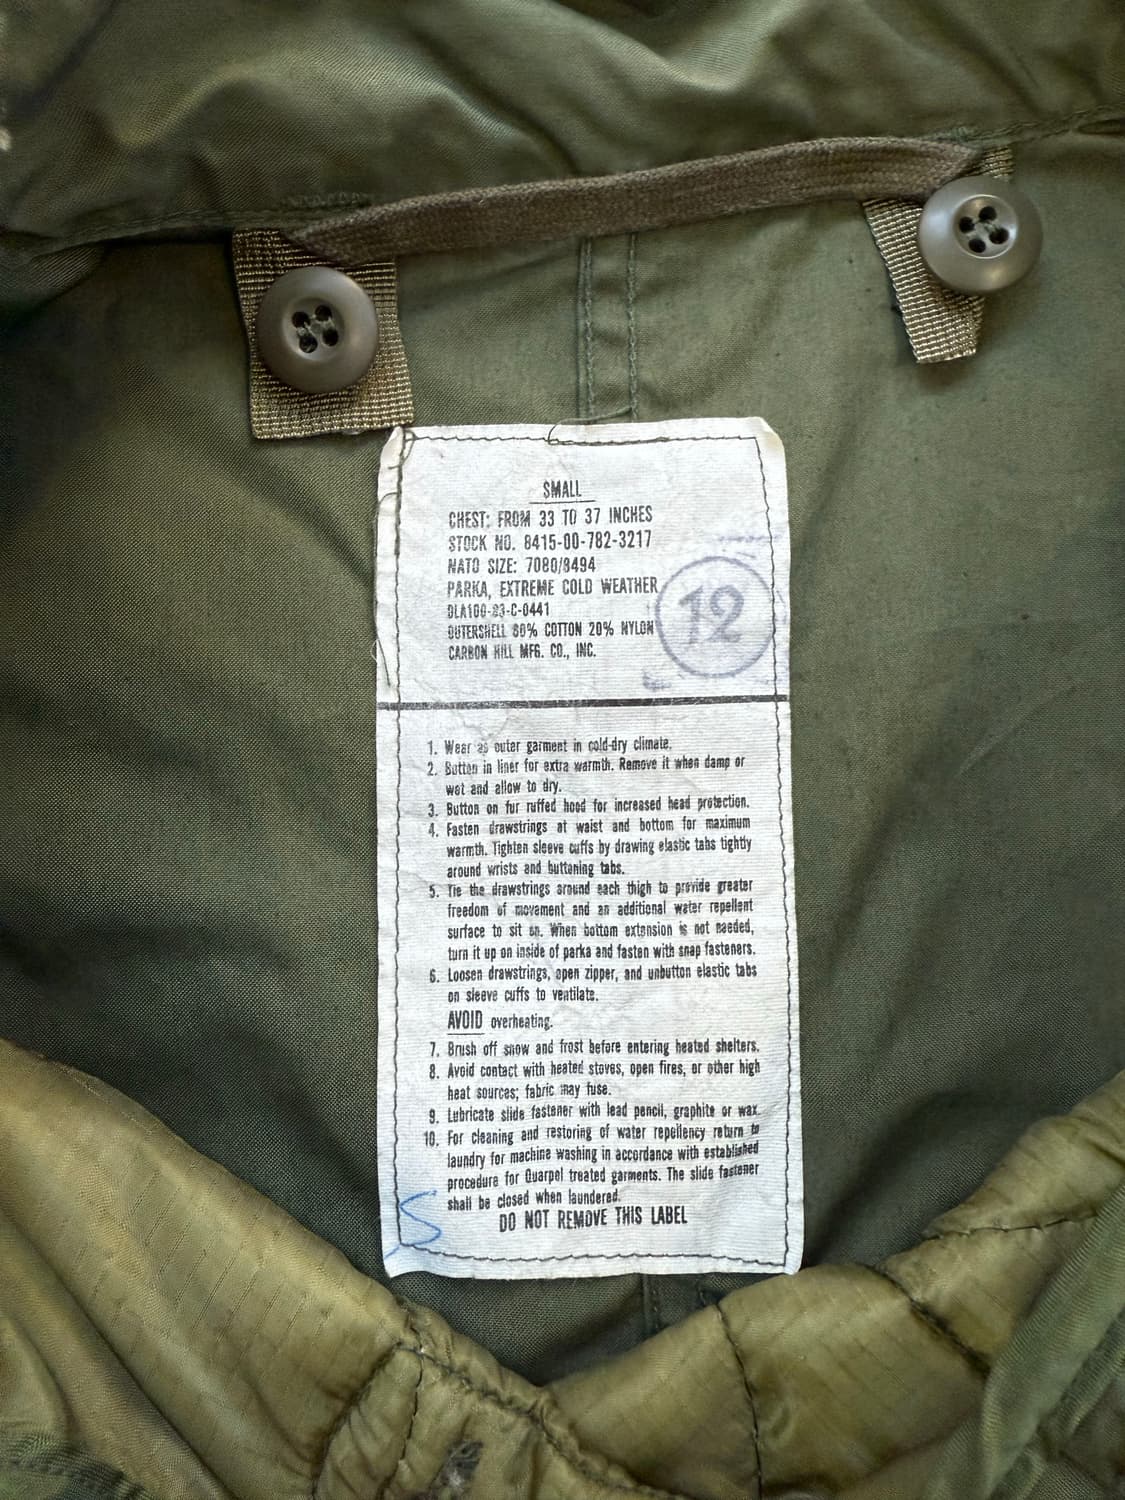 SMALL
CHEST: FROM 33 TO 37 INCHES
STOCK NO. 8415-00-782-3217
NATO SIZE: 7080/8494
PARKA, EXTREME COLD WEATHER
DLA100-83-C-0441
OUTERSHELL 80% COTTON 20% NYLON
CARBON HILL MFG. CO., INC.
12
1. Wear as outer garment in cold-dry climate.
2. Button in liner for extra warmth. Remove it when damp or
wet and allow to dry.
3. Button on fur ruffed hood for increased head protection.
4. Fasten drawstrings at waist and bottom for maximum
warmth. Tighten sleeve cuffs by drawing elastic tabs tightly
around wrists and buttoning tabs.
5. Tie the drawstrings around each thigh to provide greater
freedom of movement and an additional water repellent
surface to sit on. When bottom extension is not needed,
turn it up on inside of parka and fasten with snap fasteners.
6. Loosen drawstrings, open zipper, and unbutton elastic tabs
on sleeve cuffs to ventilate.
AVOID overheating.
7. Brush off snow and frost before entering heated shelters.
8. Avoid contact with heated stoves, open fires, or other high
heat sources; fabric may fuse.
9. Lubricate slide fastener with lead pencil, graphite or wax.
10. For cleaning and restoring of water repellency return to
laundry for machine washing in accordance with established
procedure for Quarpel treated garments. The slide fastener
shall be closed when laundered.
DO NOT REMOVE THIS LABEL
S